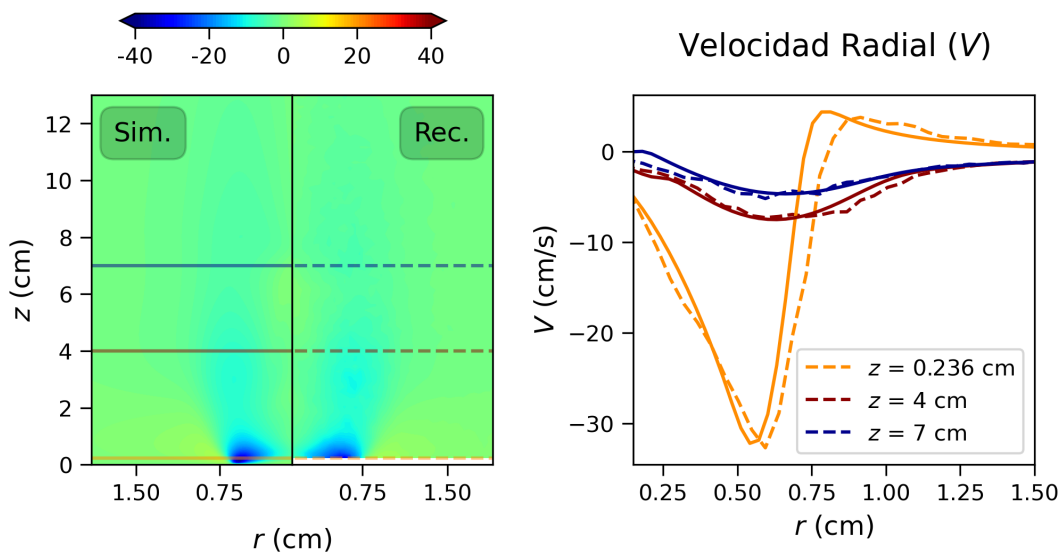 -40 -20 0 20 40
Sim.
Rec.
12
10
8
6
4
2
0
z (cm)
1.50 0.75 0.75 1.50
r (cm)
Velocidad Radial (V)
0
−10
−20
−30
V (cm/s)
z = 0.236 cm
z = 4 cm
z = 7 cm
0.25 0.50 0.75 1.00 1.25 1.50
r (cm)